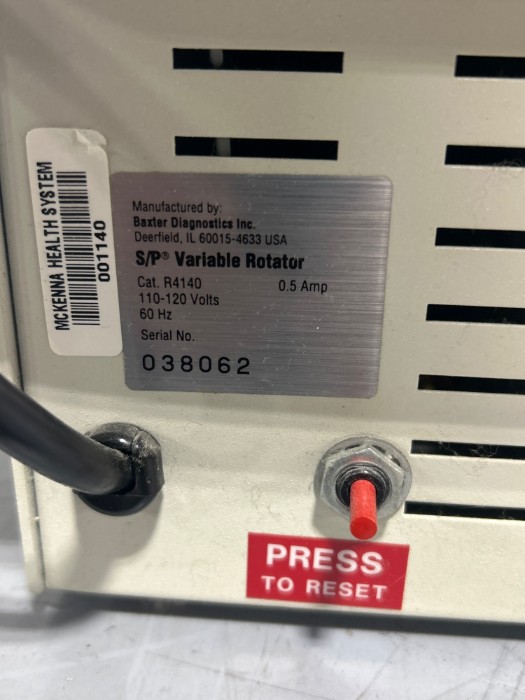 MCKENNA HEALTH SYSTEM
001140
Manufactured by:
Baxter Diagnostics Inc.
Deerfield, IL 60015-4633 USA
S/P® Variable Rotator
Cat. R4140 0.5 Amp
110-120 Volts
60 Hz
Serial No.
038062
PRESS
TO RESET